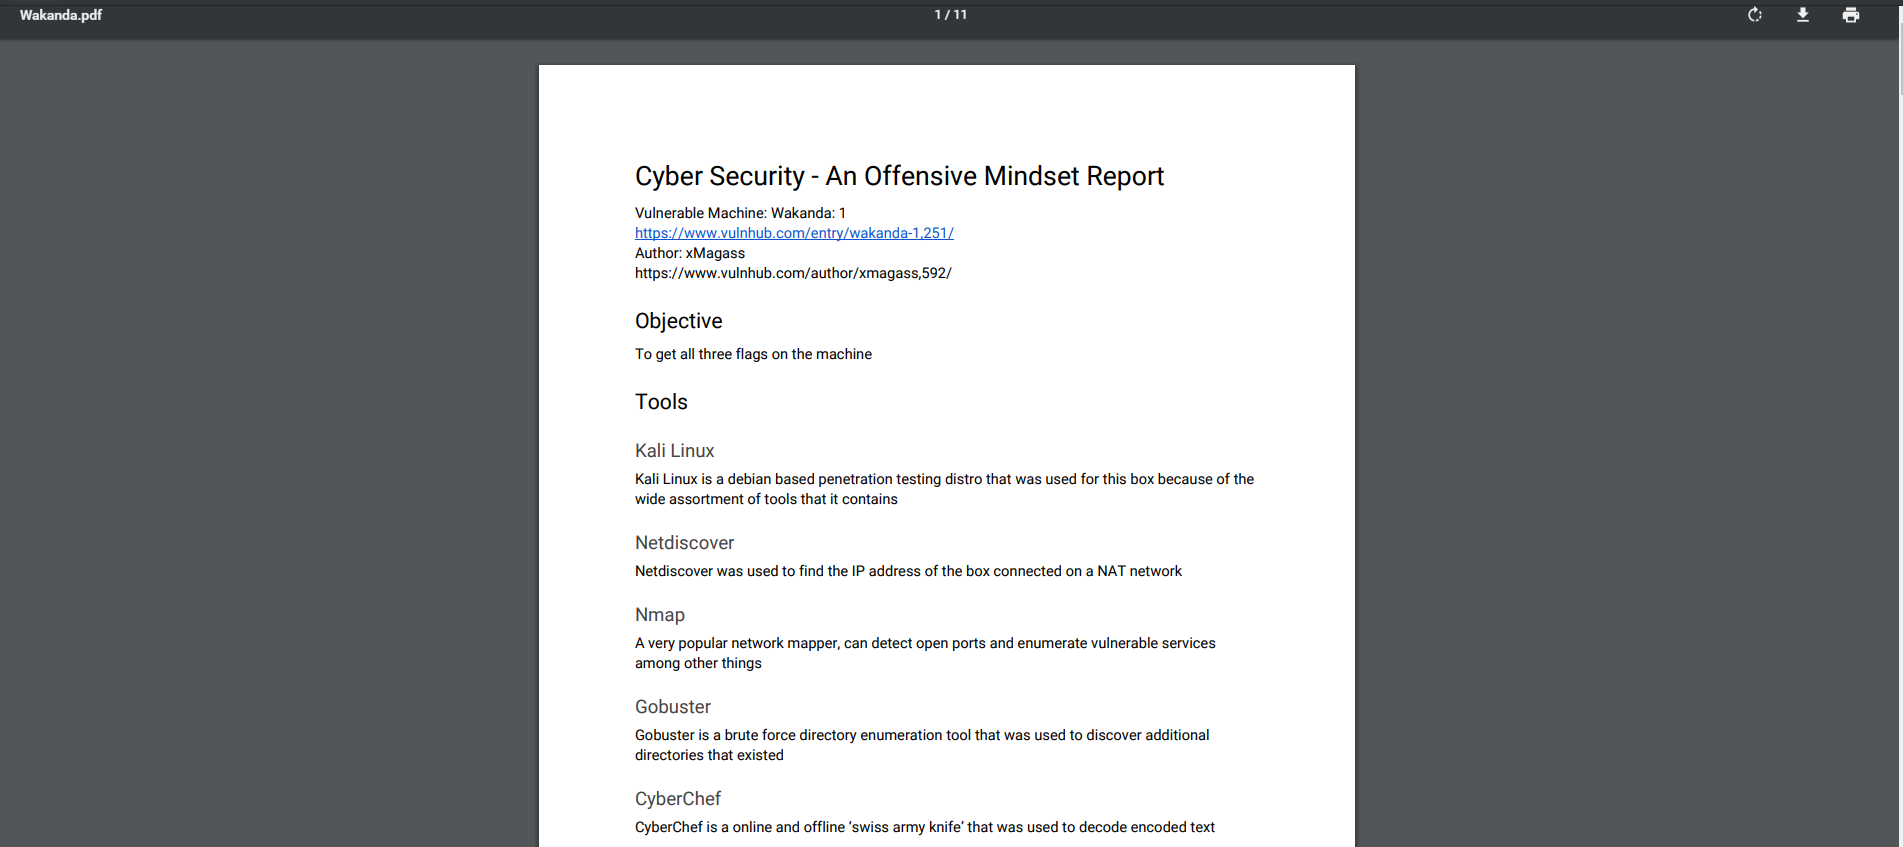 Wakanda.pdf
1 / 11
Cyber Security - An Offensive Mindset Report
Vulnerable Machine: Wakanda: 1
https://www.vulnhub.com/entry/wakanda-1,251/
Author: xMagass
https://www.vulnhub.com/author/xmagass,592/
Objective
To get all three flags on the machine
Tools
Kali Linux
Kali Linux is a debian based penetration testing distro that was used for this box because of the
wide assortment of tools that it contains
Netdiscover
Netdiscover was used to find the IP address of the box connected on a NAT network
Nmap
A very popular network mapper, can detect open ports and enumerate vulnerable services
among other things
Gobuster
Gobuster is a brute force directory enumeration tool that was used to discover additional
directories that existed
CyberChef
CyberChef is a online and offline ‘swiss army knife’ that was used to decode encoded text